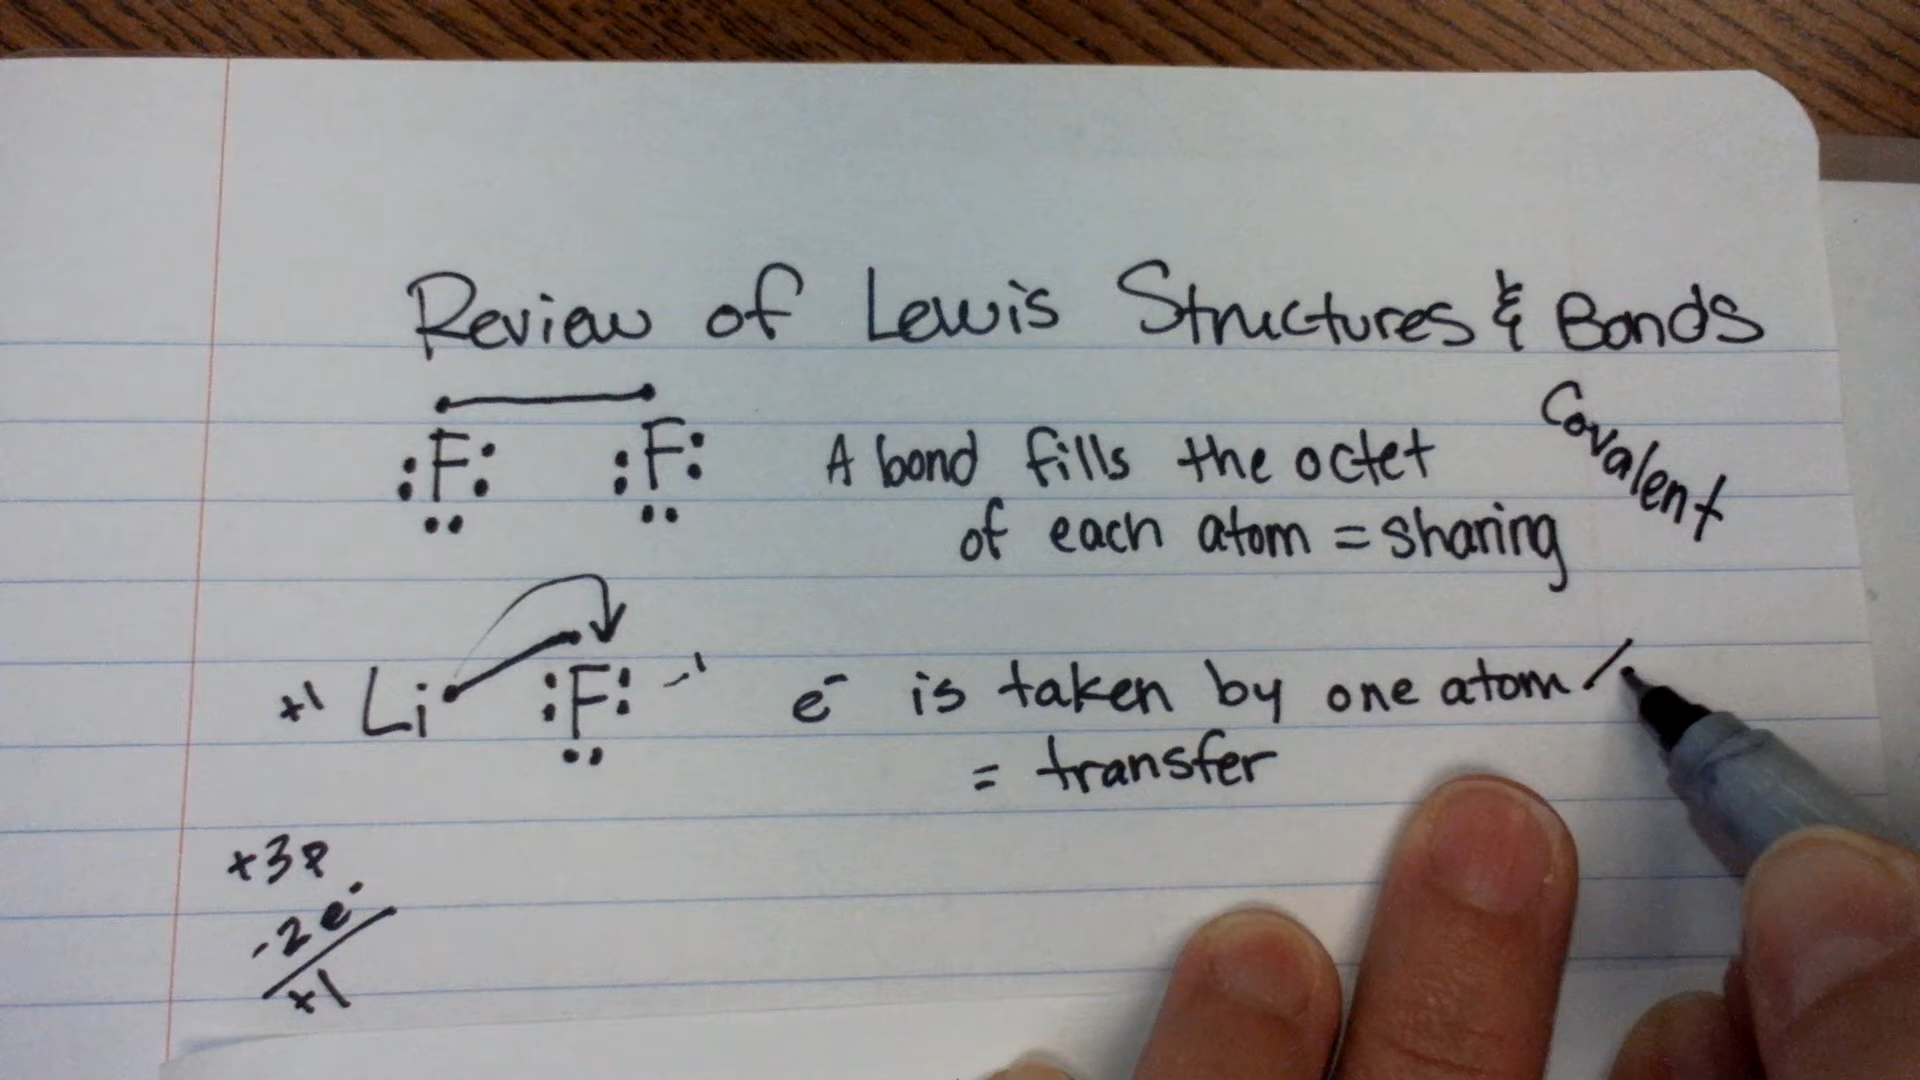 Review of Lewis Structures & Bonds
:F: :F: A bond fills the octet
of each atom = sharing
Covalent
+1 Li :F: -1 e⁻ is taken by one atom
= transfer
+3p
-2e⁻
+1